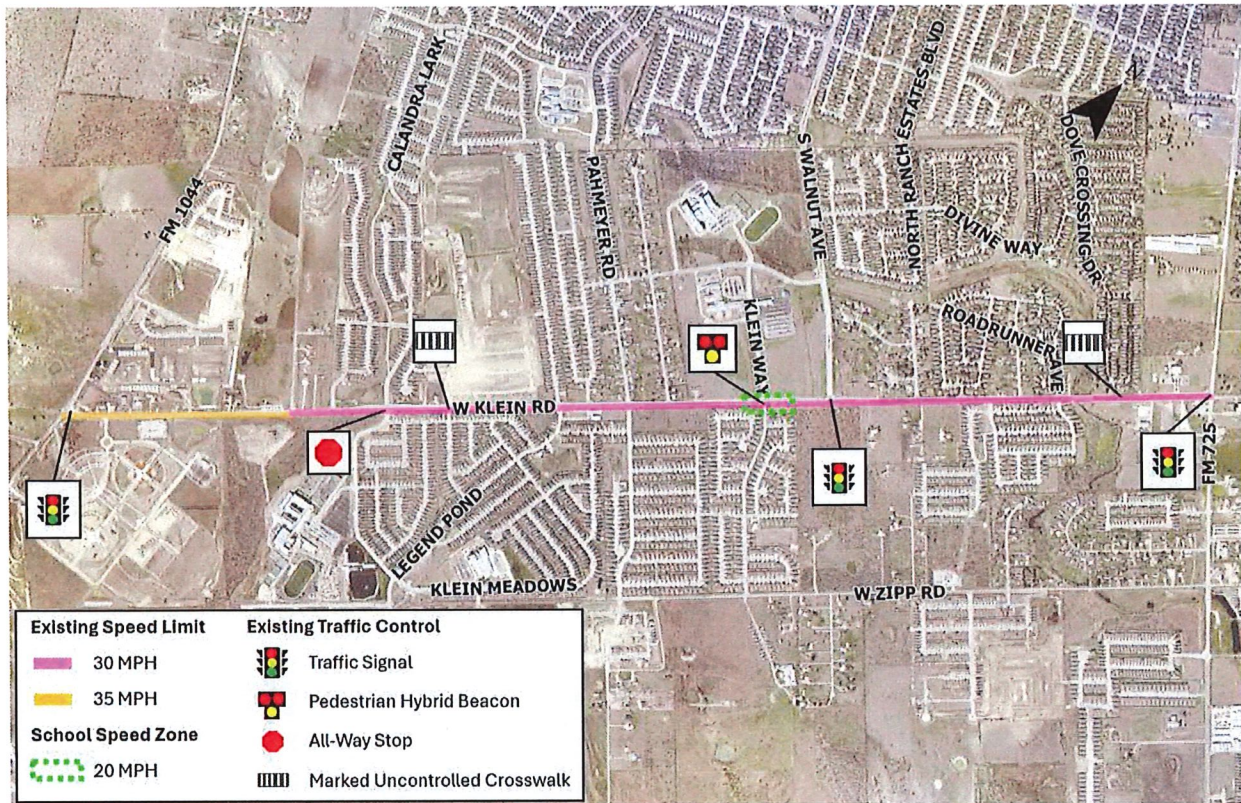 CALANDRA LARK
FM 1044
PAHMEYER RD
S WALNUT AVE
NORTH RANCH ESTATES BLVD
DOVE CROSSING DR
DIVINE WAY
ROADRUNNER AVE
KLEIN WAY
W KLEIN RD
FM 725
LEGEND POND
KLEIN MEADOWS
W ZIPP RD
Existing Speed Limit
30 MPH
35 MPH
School Speed Zone
20 MPH
Existing Traffic Control
Traffic Signal
Pedestrian Hybrid Beacon
All-Way Stop
Marked Uncontrolled Crosswalk